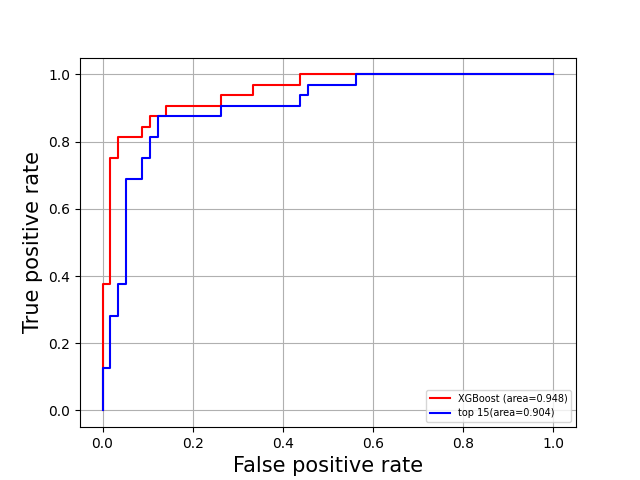 True positive rate
1.0
0.8
0.6
0.4
0.2
0.0
XGBoost (area=0.948)
top 15(area=0.904)
0.0 0.2 0.4 0.6 0.8 1.0
False positive rate